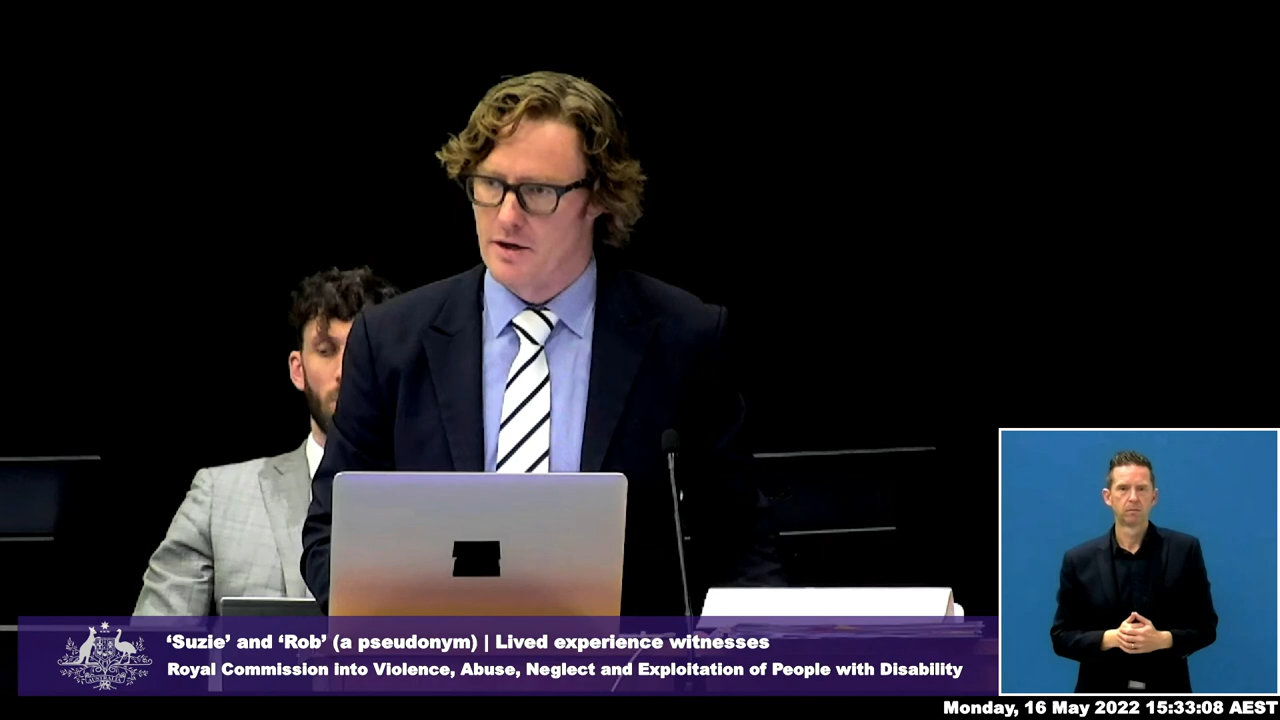 ‘Suzie’ and ‘Rob’ (a pseudonym) | Lived experience witnesses
Royal Commission into Violence, Abuse, Neglect and Exploitation of People with Disability
AUSTRALIA
Monday, 16 May 2022 15:33:08 AEST